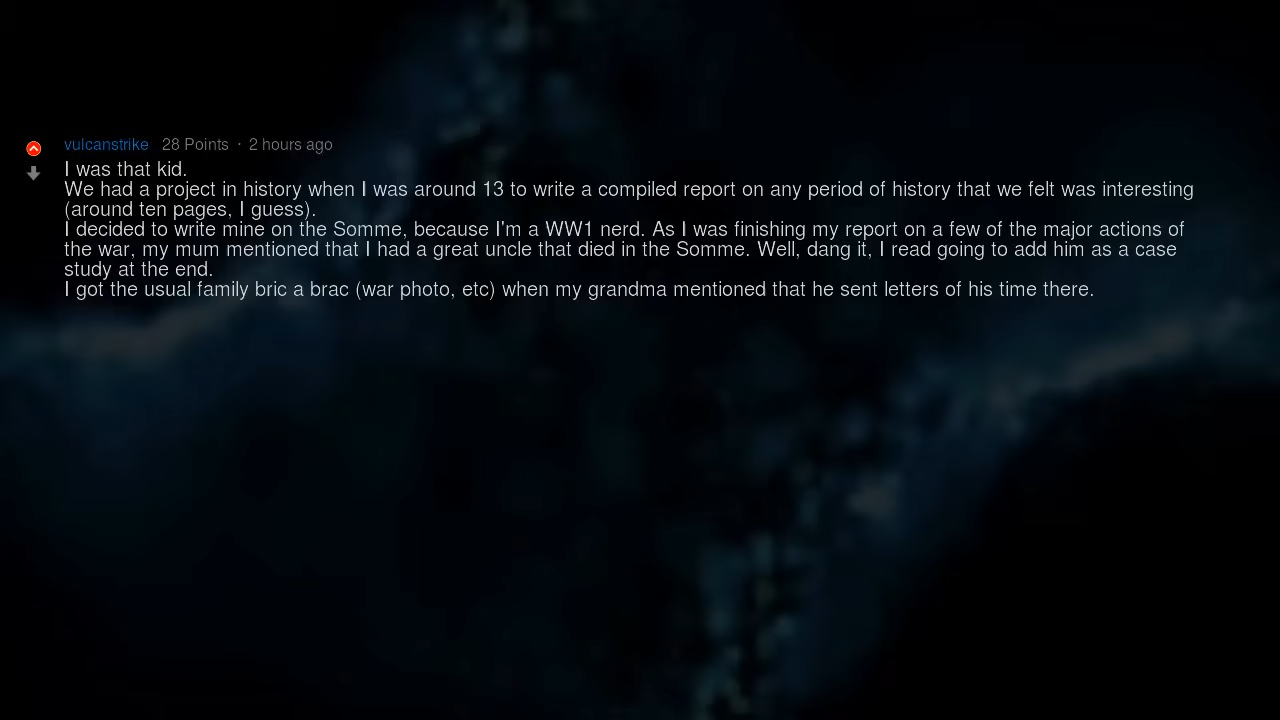 vulcanstrike 28 Points · 2 hours ago
I was that kid.
We had a project in history when I was around 13 to write a compiled report on any period of history that we felt was interesting
(around ten pages, I guess).
I decided to write mine on the Somme, because I'm a WW1 nerd. As I was finishing my report on a few of the major actions of
the war, my mum mentioned that I had a great uncle that died in the Somme. Well, dang it, I read going to add him as a case
study at the end.
I got the usual family bric a brac (war photo, etc) when my grandma mentioned that he sent letters of his time there.